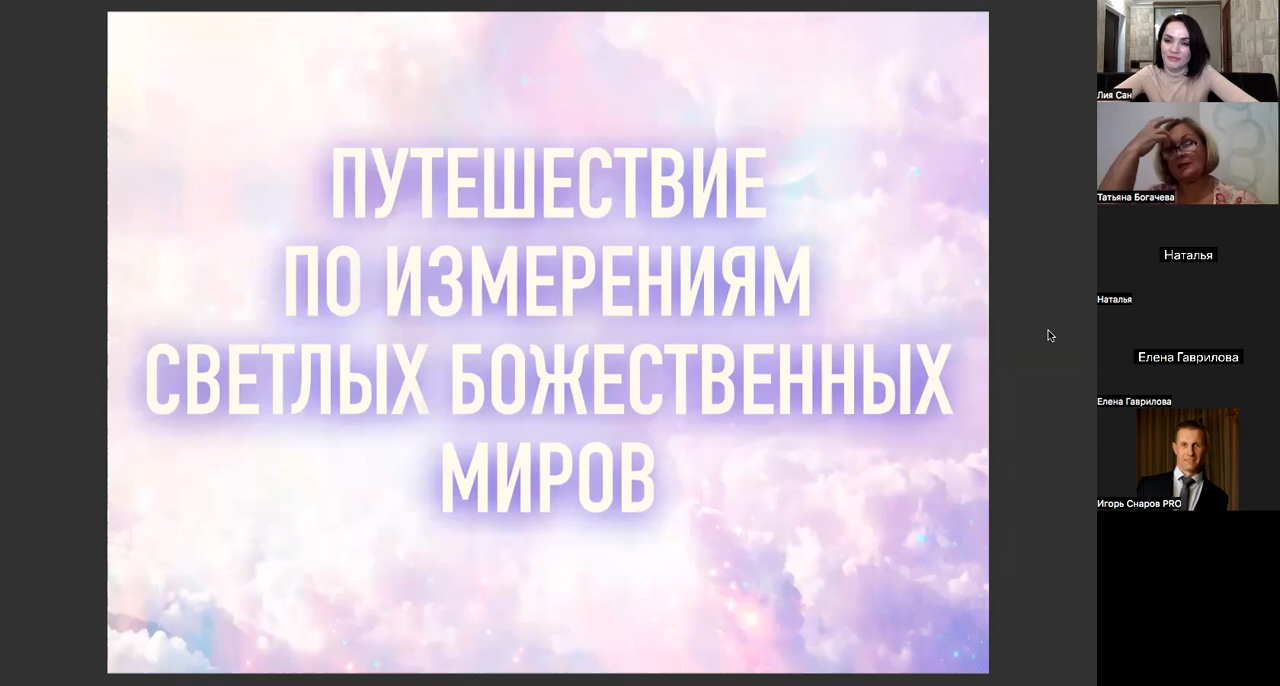 ПУТЕШЕСТВИЕ
ПО ИЗМЕРЕНИЯМ
СВЕТЛЫХ БОЖЕСТВЕННЫХ
МИРОВ
Лия Сан
Татьяна Богачева
Наталья
Наталья
Елена Гаврилова
Елена Гаврилова
Игорь Снаров PRO